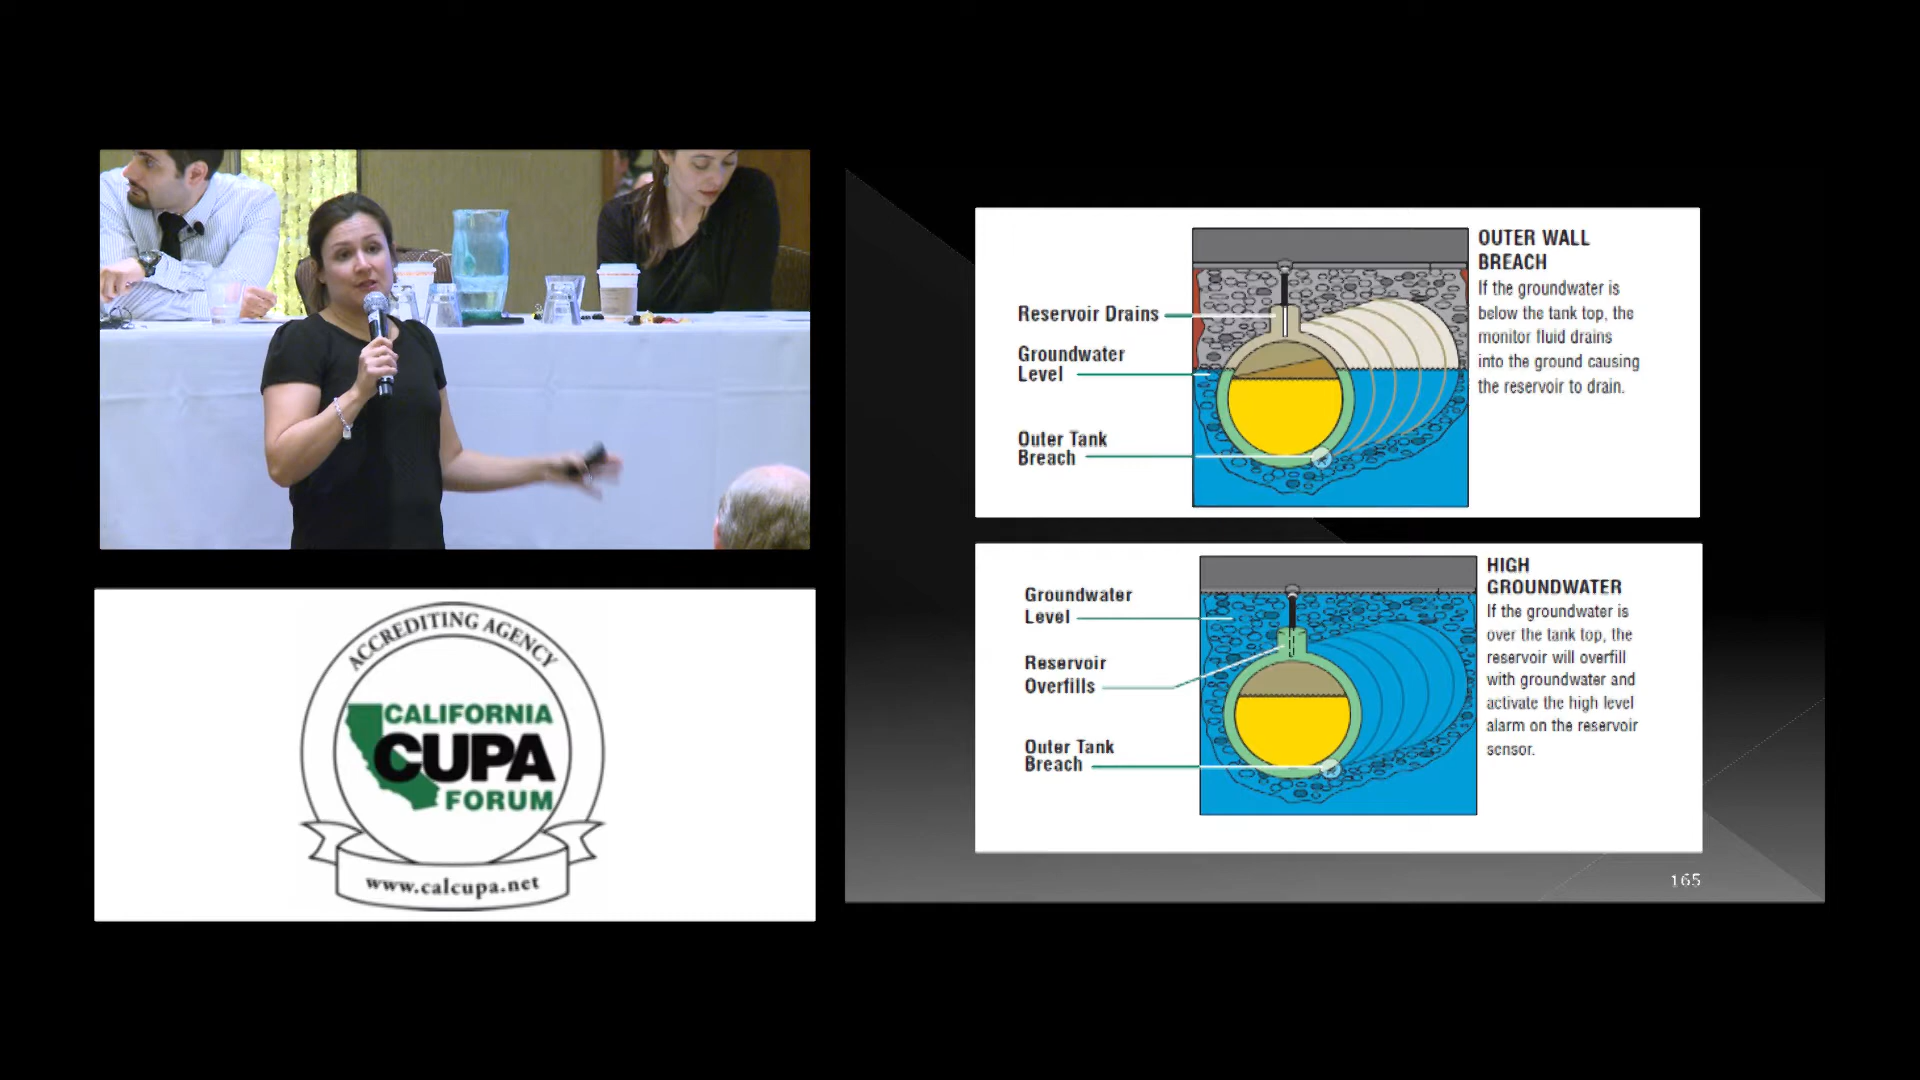 ACCREDITING AGENCY
CALIFORNIA
CUPA
FORUM
www.calcupa.net
Reservoir Drains
Groundwater
Level
Outer Tank
Breach
OUTER WALL
BREACH
If the groundwater is
below the tank top, the
monitor fluid drains
into the ground causing
the reservoir to drain.
Groundwater
Level
Reservoir
Overfills
Outer Tank
Breach
HIGH
GROUNDWATER
If the groundwater is
over the tank top, the
reservoir will overfill
with groundwater and
activate the high level
alarm on the reservoir
sensor.
165